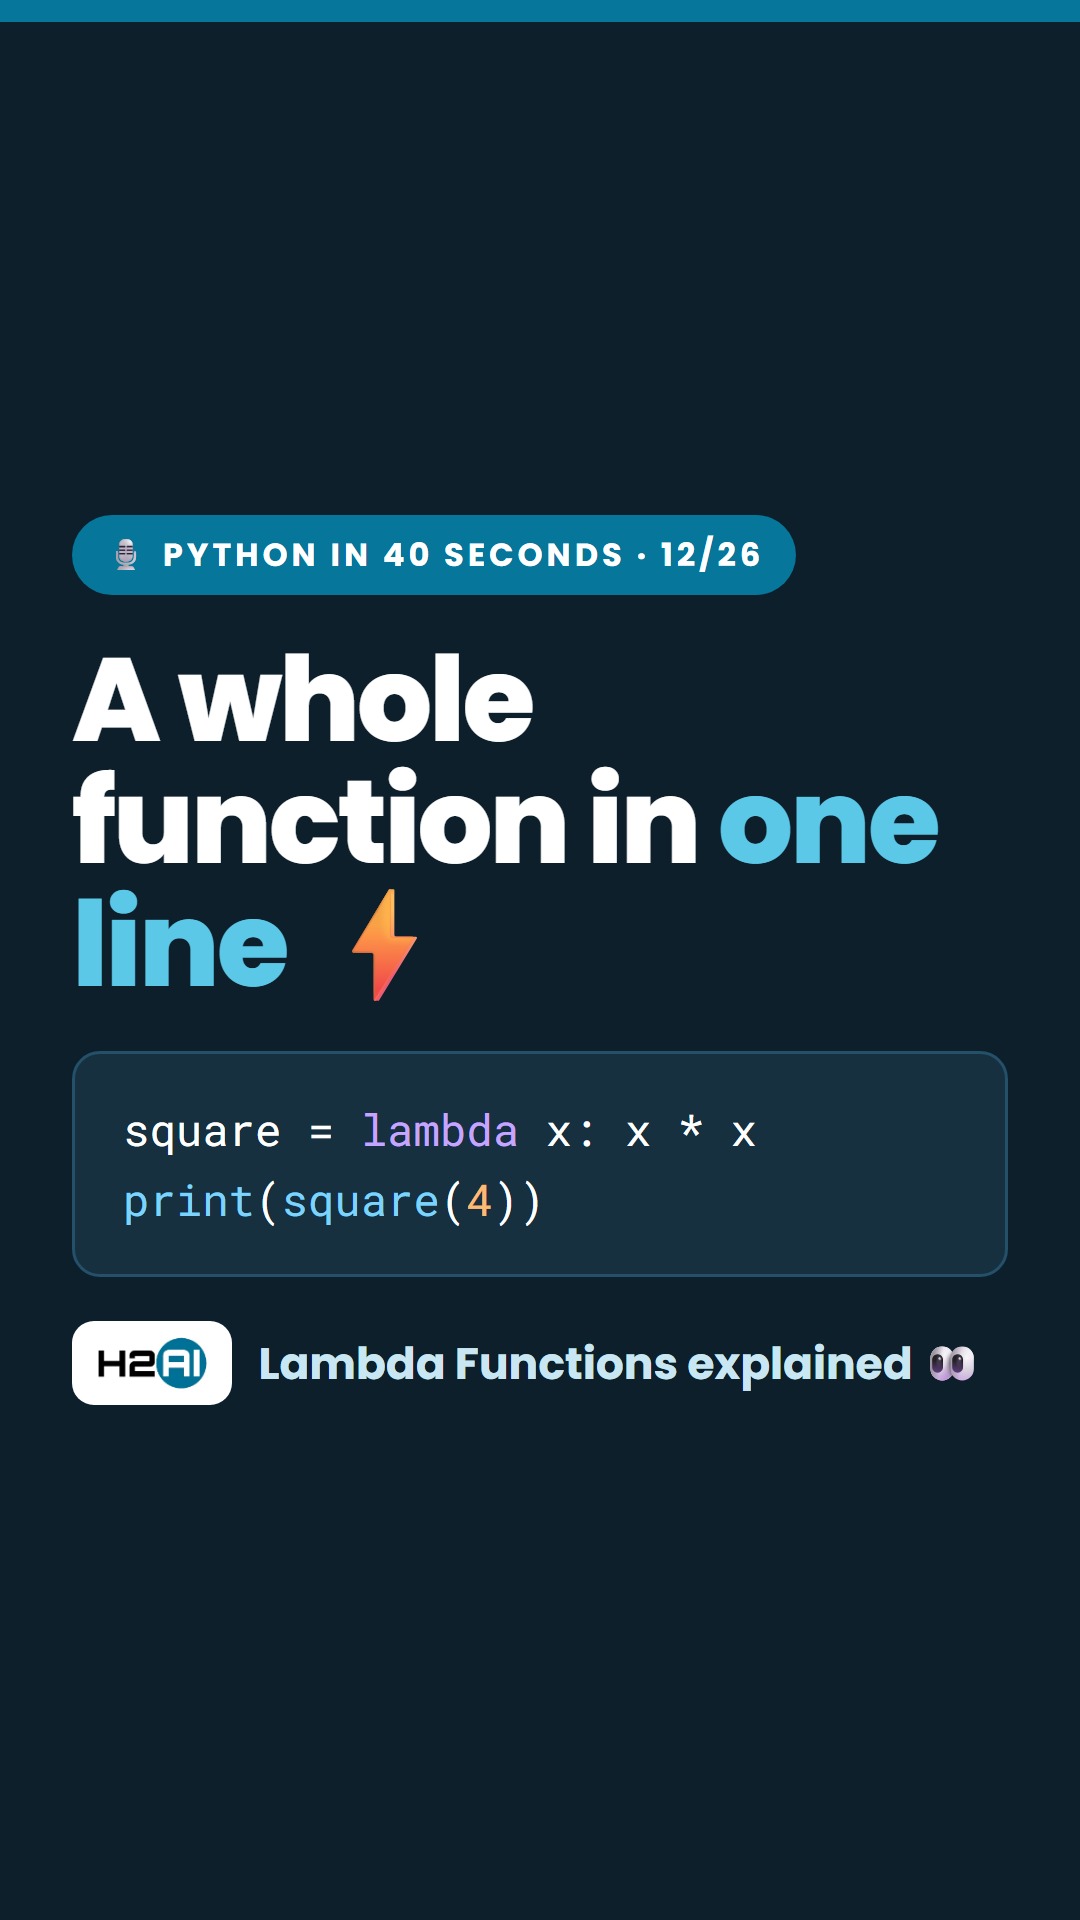 🎙️ PYTHON IN 40 SECONDS · 12/26
A whole
function in one
line ⚡
square = lambda x: x * x
print(square(4))
H2AI Lambda Functions explained 👀